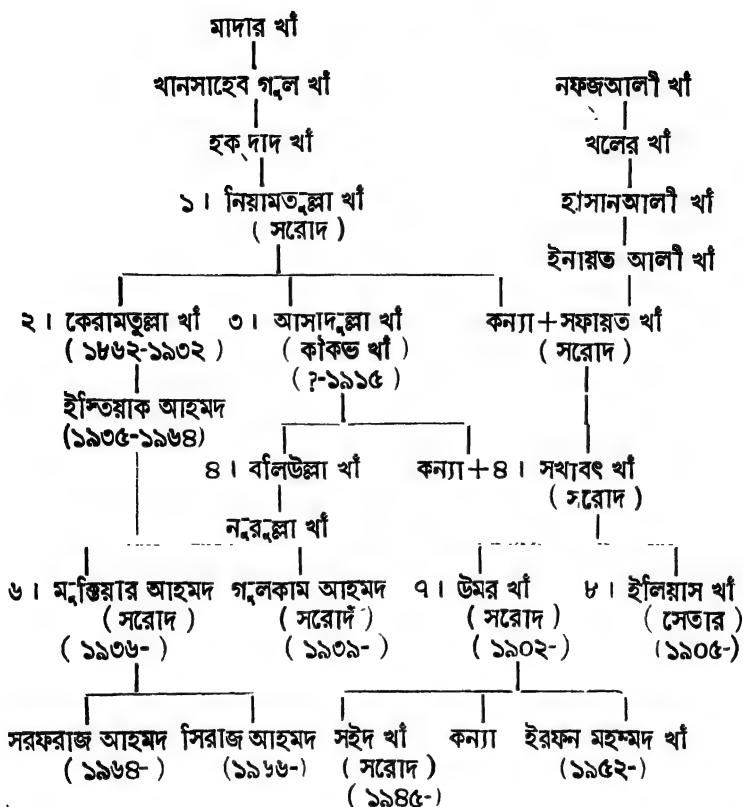 মাদার খাঁ
খানসাহেব গুল খাঁ নফজআলী খাঁ
হক্ দাদ খাঁ খলের খাঁ
১। নিয়ামতুল্লা খাঁ হাসানআলী খাঁ
( সরোদ )
ইনায়ত আলী খাঁ
২। কেরামতুল্লা খাঁ ৩। আসাদুল্লা খাঁ কন্যা+সফায়ত খাঁ
( ১৮৬২-১৯৩২ ) ( কৌকভ খাঁ ) ( সরোদ )
( ?-১৯১৫ )
ইস্তিয়াক আহমদ
(১৯৩৫-১৯৬৪)
৪। বলিউল্লা খাঁ কন্যা+৪। সখাবৎ খাঁ
( সরোদ )
নুরুল্লা খাঁ
৬। মুক্তিয়ার আহমদ গুলকাম আহমদ ৭। উমর খাঁ ৮। ইলিয়াস খাঁ
( সরোদ ) ( সরোদ ) ( সরোদ ) ( সেতার )
( ১৯৩৬- ) ( ১৯৩৯- ) ( ১৯০২- ) (১৯০৫-)
সরফরাজ আহমদ সিরাজ আহমদ সইদ খাঁ কন্যা ইরফন মহম্মদ খাঁ
( ১৯৬৪- ) (১৯৬৬-) ( সরোদ ) (১৯৫২-)
( ১৯৪৫-)